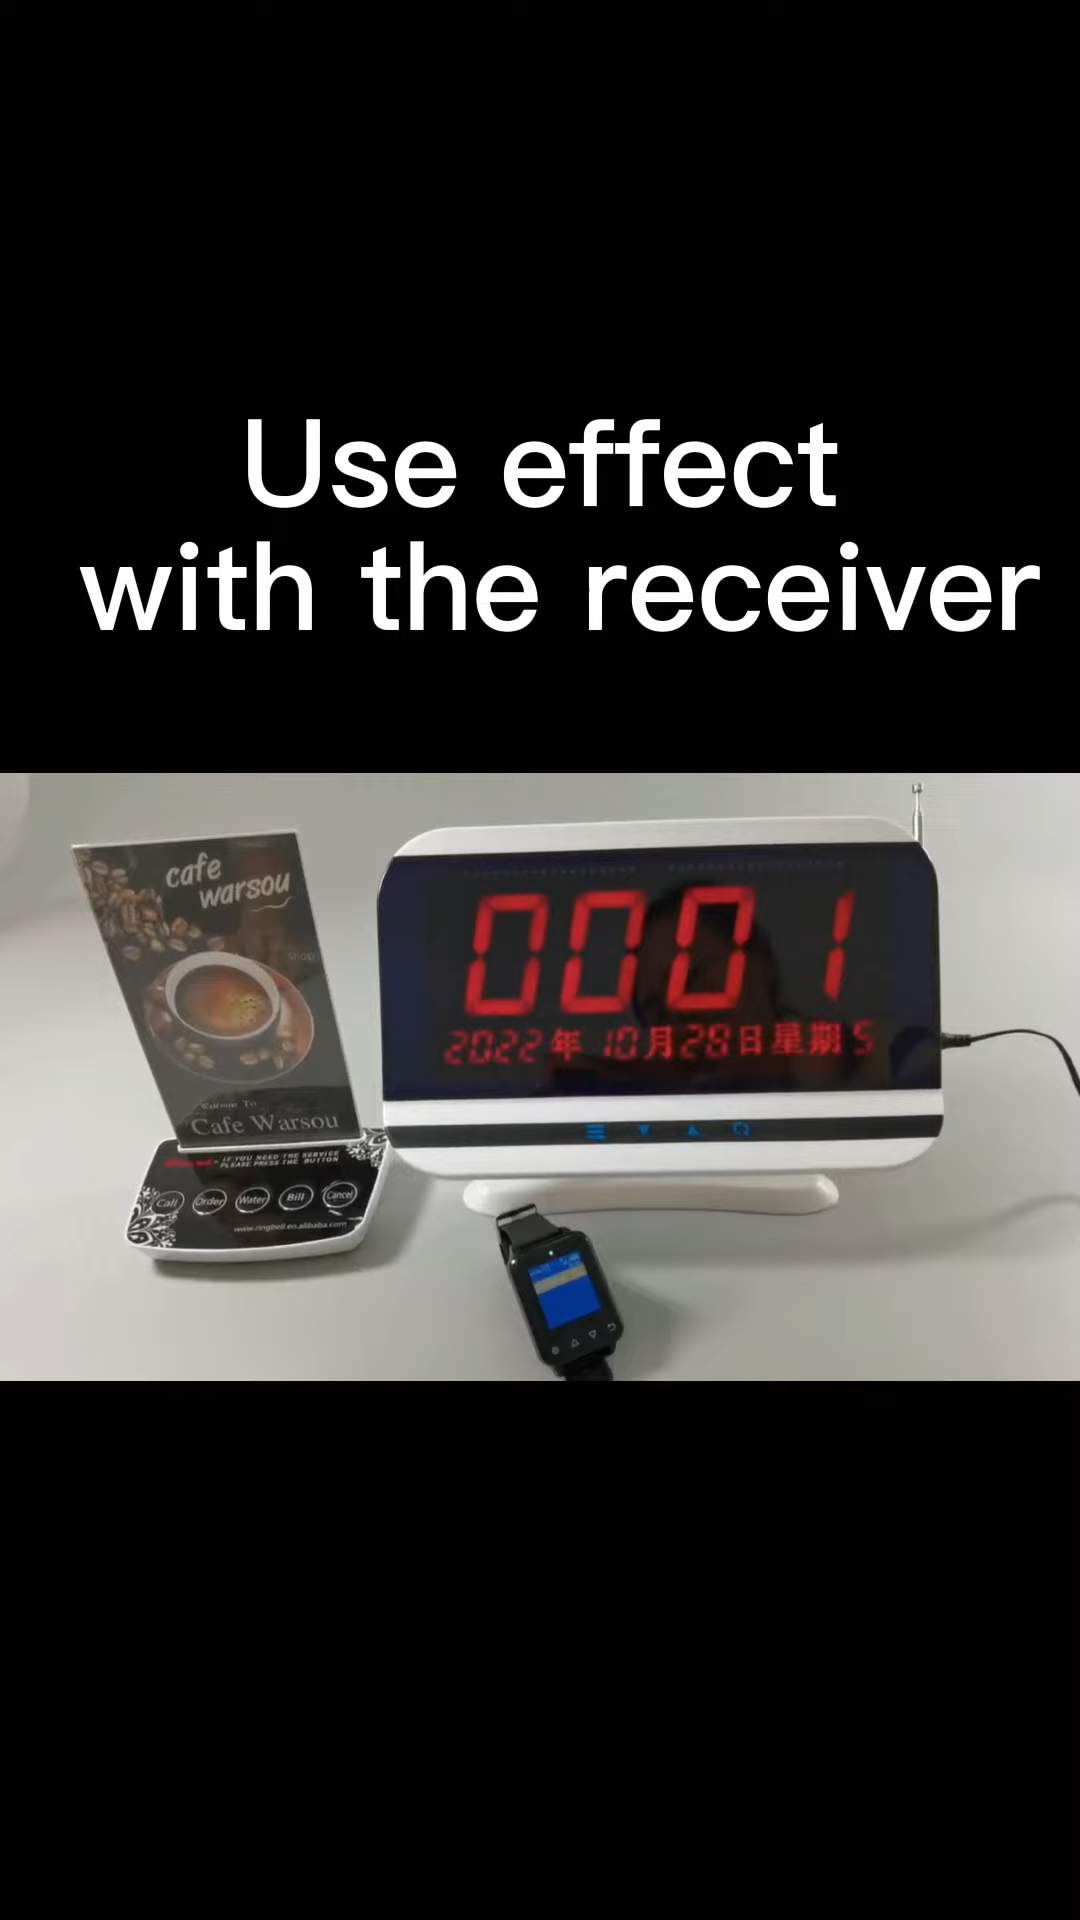 Use effect
with the receiver
cafe
warsou
shop
Welcome To
Cafe Warsou
IF YOU NEED THE SERVICE
PLEASE PRESS THE BUTTON
Call Order Water Bill Cancel
www.ringbell.en.alibaba.com
0001
2022年 10月28日星期5